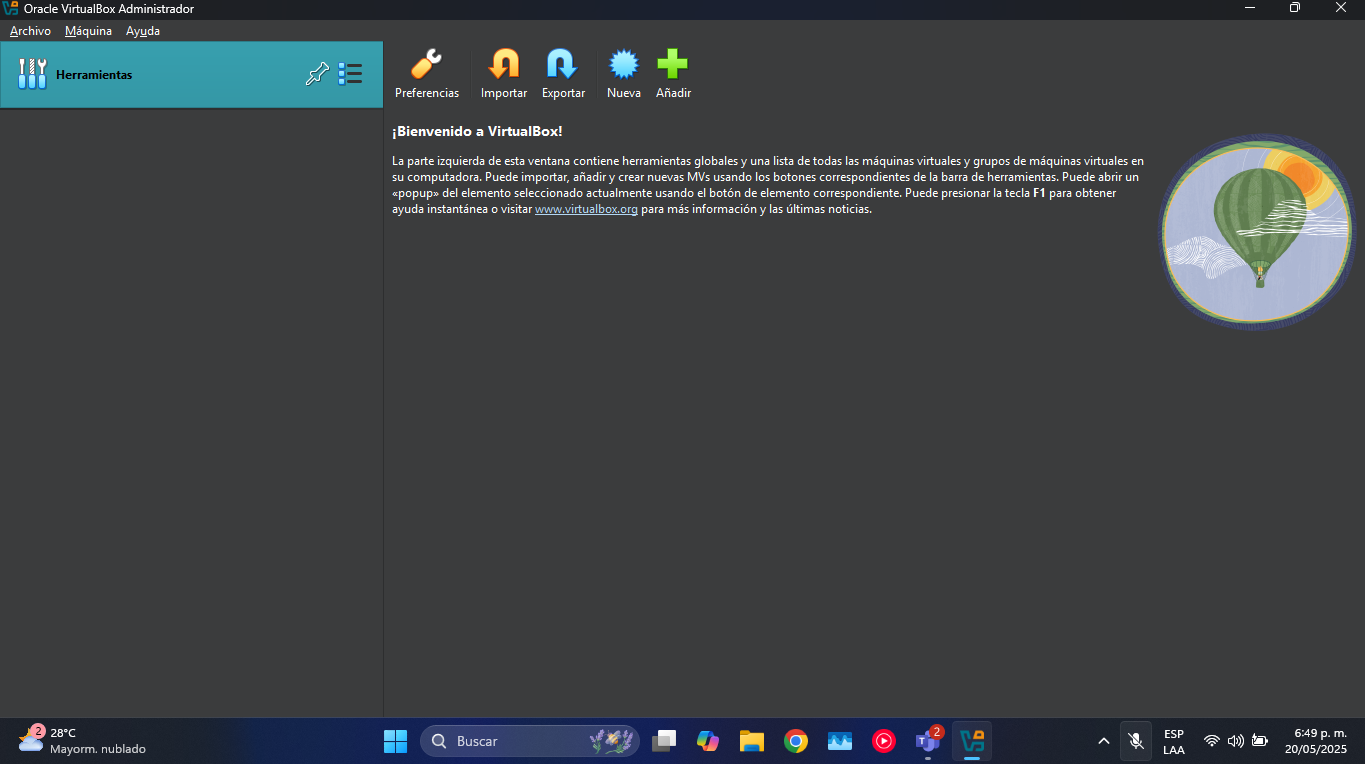 Oracle VirtualBox Administrador
Archivo Máquina Ayuda
Herramientas
Preferencias Importar Exportar Nueva Añadir
¡Bienvenido a VirtualBox!
La parte izquierda de esta ventana contiene herramientas globales y una lista de todas las máquinas virtuales y grupos de máquinas virtuales en
su computadora. Puede importar, añadir y crear nuevas MVs usando los botones correspondientes de la barra de herramientas. Puede abrir un
«popup» del elemento seleccionado actualmente usando el botón de elemento correspondiente. Puede presionar la tecla F1 para obtener
ayuda instantánea o visitar www.virtualbox.org para más información y las últimas noticias.
2
28°C
Mayorm. nublado
Buscar
2
ESP
LAA
6:49 p. m.
20/05/2025